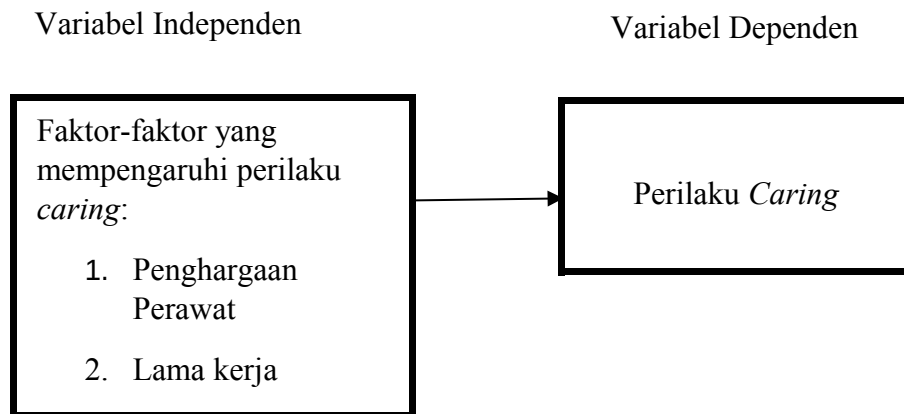 Variabel Independen
Variabel Dependen
Faktor-faktor yang
mempengaruhi perilaku
caring:
1. Penghargaan
Perawat
2. Lama kerja
Perilaku Caring